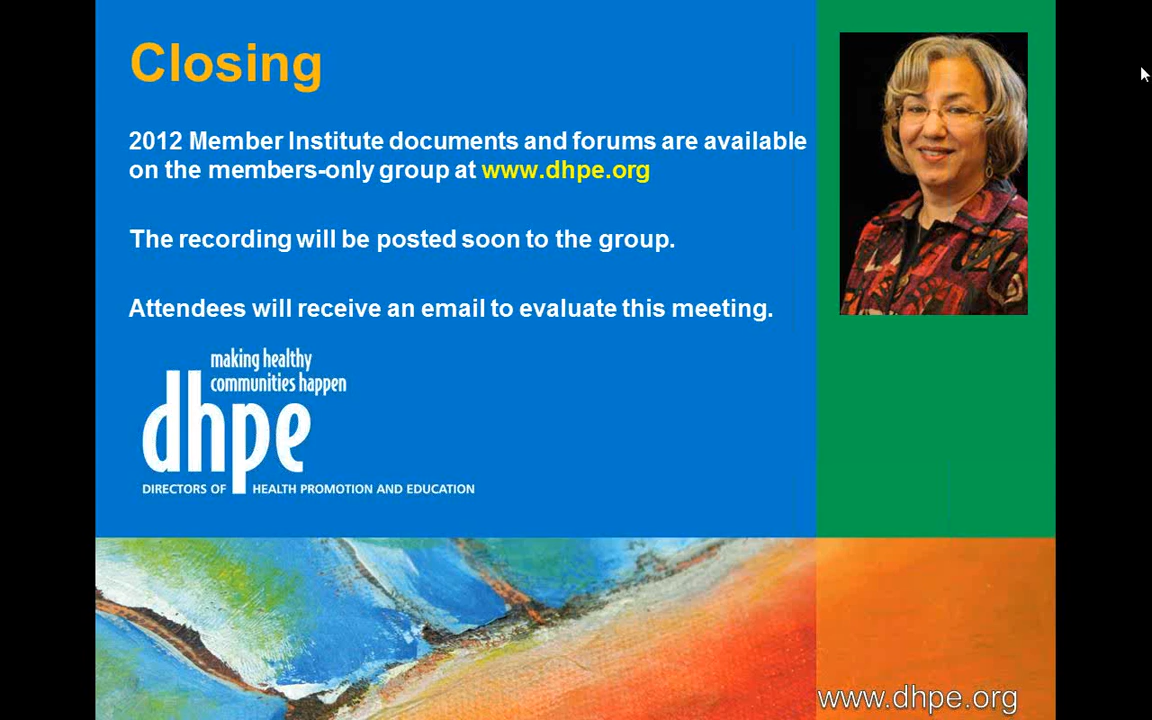 Closing
2012 Member Institute documents and forums are available
on the members-only group at www.dhpe.org
The recording will be posted soon to the group.
Attendees will receive an email to evaluate this meeting.
making healthy
communities happen
dhpe
DIRECTORS OF HEALTH PROMOTION AND EDUCATION
www.dhpe.org